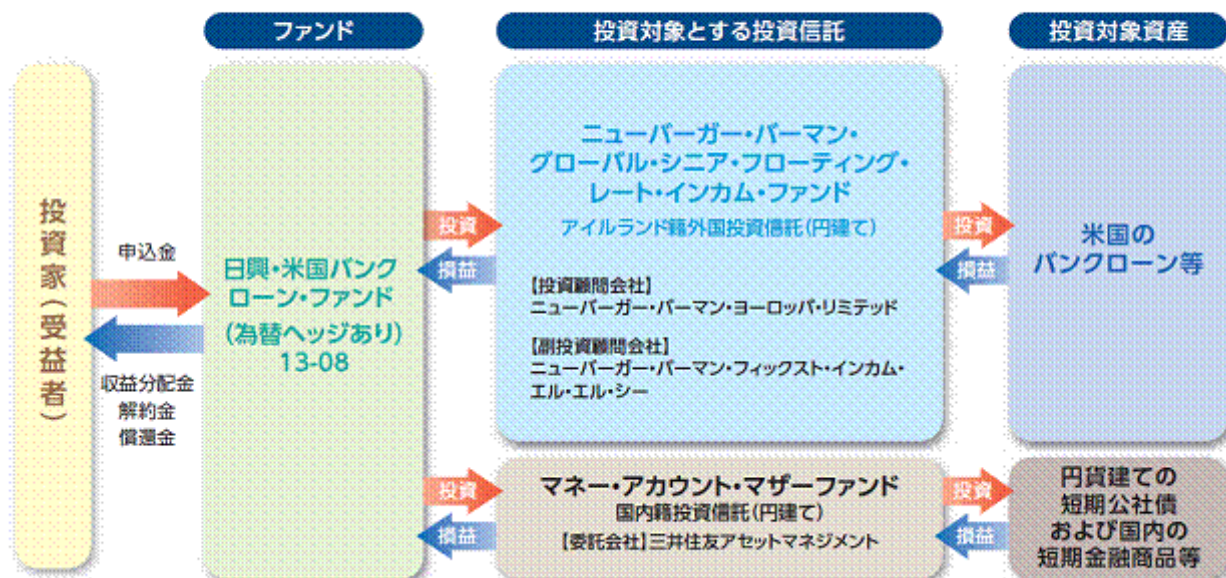 ファンド
投資対象とする投資信託
投資対象資産
投資家(受益者)
申込金
収益分配金
解約金
償還金
日興・米国バンク
ローン・ファンド
(為替ヘッジあり)
13-08
投資
損益
ニューバーガー・バーマン・
グローバル・シニア・フローティング・
レート・インカム・ファンド
アイルランド籍外国投資信託(円建て)
【投資顧問会社】
ニューバーガー・バーマン・ヨーロッパ・リミテッド
【副投資顧問会社】
ニューバーガー・バーマン・フィックスト・インカム・
エル・エル・シー
投資
損益
米国の
バンクローン等
投資
損益
マネー・アカウント・マザーファンド
国内籍投資信託(円建て)
【委託会社】三井住友アセットマネジメント
投資
損益
円貨建ての
短期公社債
および国内の
短期金融商品等